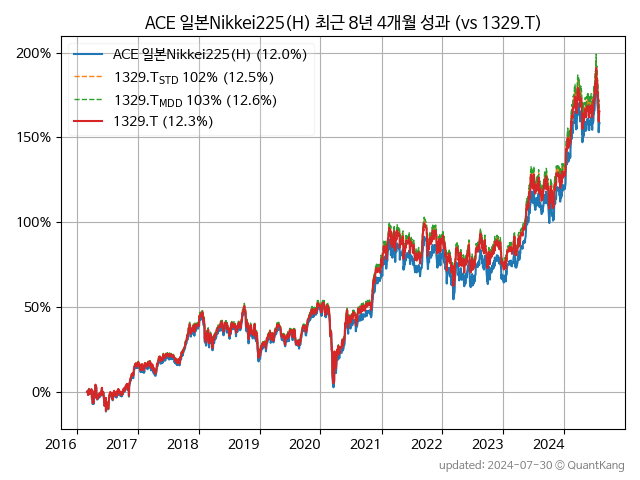 ACE 일본Nikkei225(H) 최근 8년 4개월 성과 (vs 1329.T)
ACE 일본Nikkei225(H) (12.0%)
1329.T_STD 102% (12.5%)
1329.T_MDD 103% (12.6%)
1329.T (12.3%)
200%
150%
100%
50%
0%
2016 2017 2018 2019 2020 2021 2022 2023 2024
updated: 2024-07-30 © QuantKang